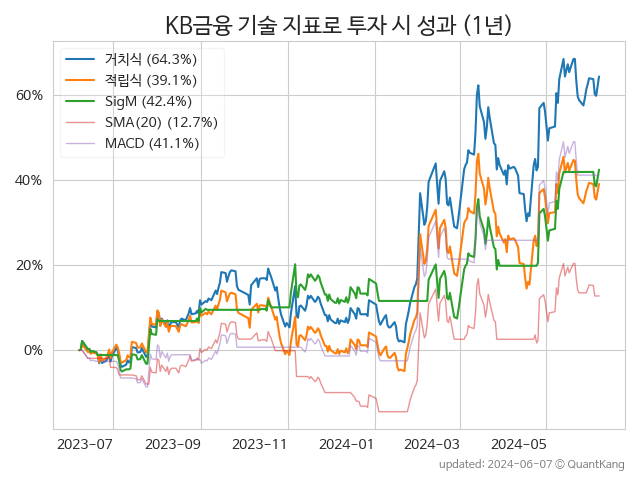 KB금융 기술 지표로 투자 시 성과 (1년)
거치식 (64.3%)
적립식 (39.1%)
SigM (42.4%)
SMA(20) (12.7%)
MACD (41.1%)
60%
40%
20%
0%
2023-07 2023-09 2023-11 2024-01 2024-03 2024-05
updated: 2024-06-07 © QuantKang